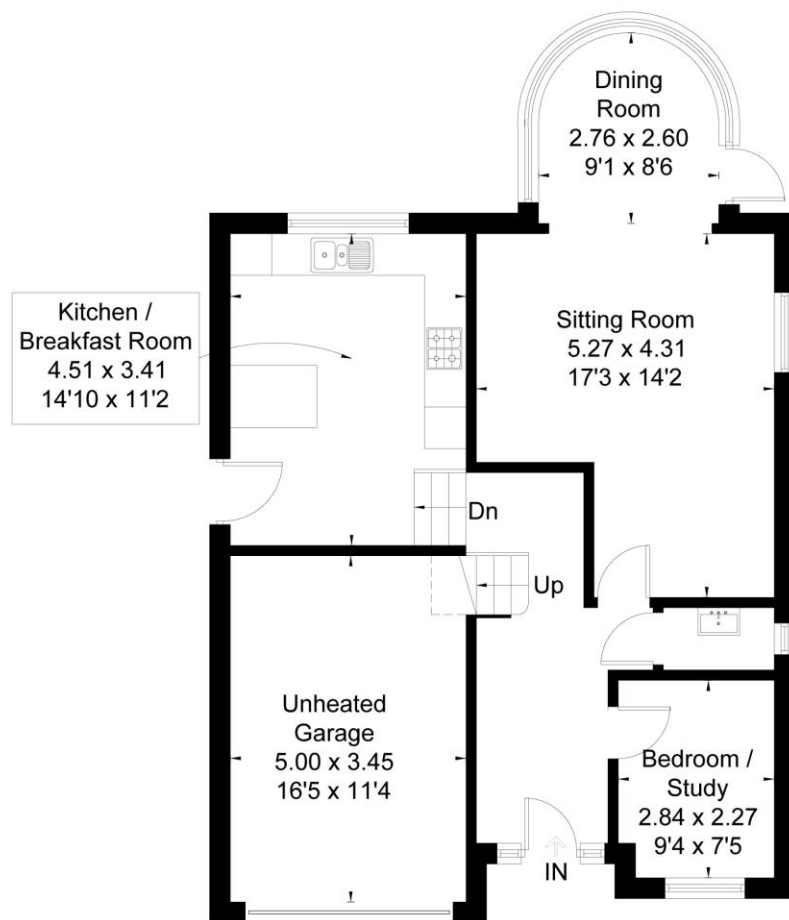 Dining
Room
2.76 x 2.60
9'1 x 8'6
Kitchen /
Breakfast Room
4.51 x 3.41
14'10 x 11'2
Sitting Room
5.27 x 4.31
17'3 x 14'2
Dn
Up
Unheated
Garage
5.00 x 3.45
16'5 x 11'4
Bedroom /
Study
2.84 x 2.27
9'4 x 7'5
IN